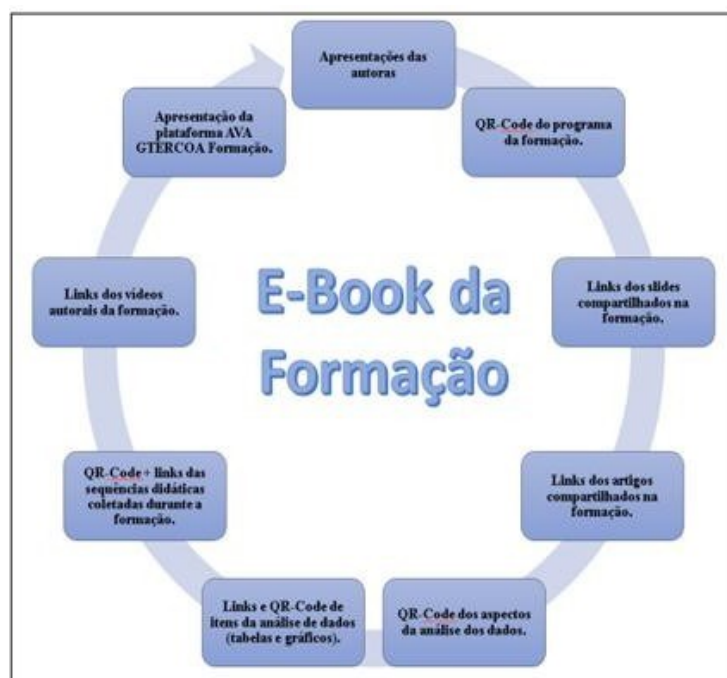 Apresentações das
autoras
QR-Code do programa
da formação.
Links dos slides
compartilhados na
formação.
Links dos artigos
compartilhados na
formação.
QR-Code dos aspectos
da análise dos dados.
Links e QR-Code de
itens da análise de dados
(tabelas e gráficos).
QR-Code + links das
sequências didáticas
coletadas durante a
formação.
Links dos vídeos
autorais da formação.
Apresentação da
plataforma AVA
GTERCOA Formação.
E-Book da
Formação